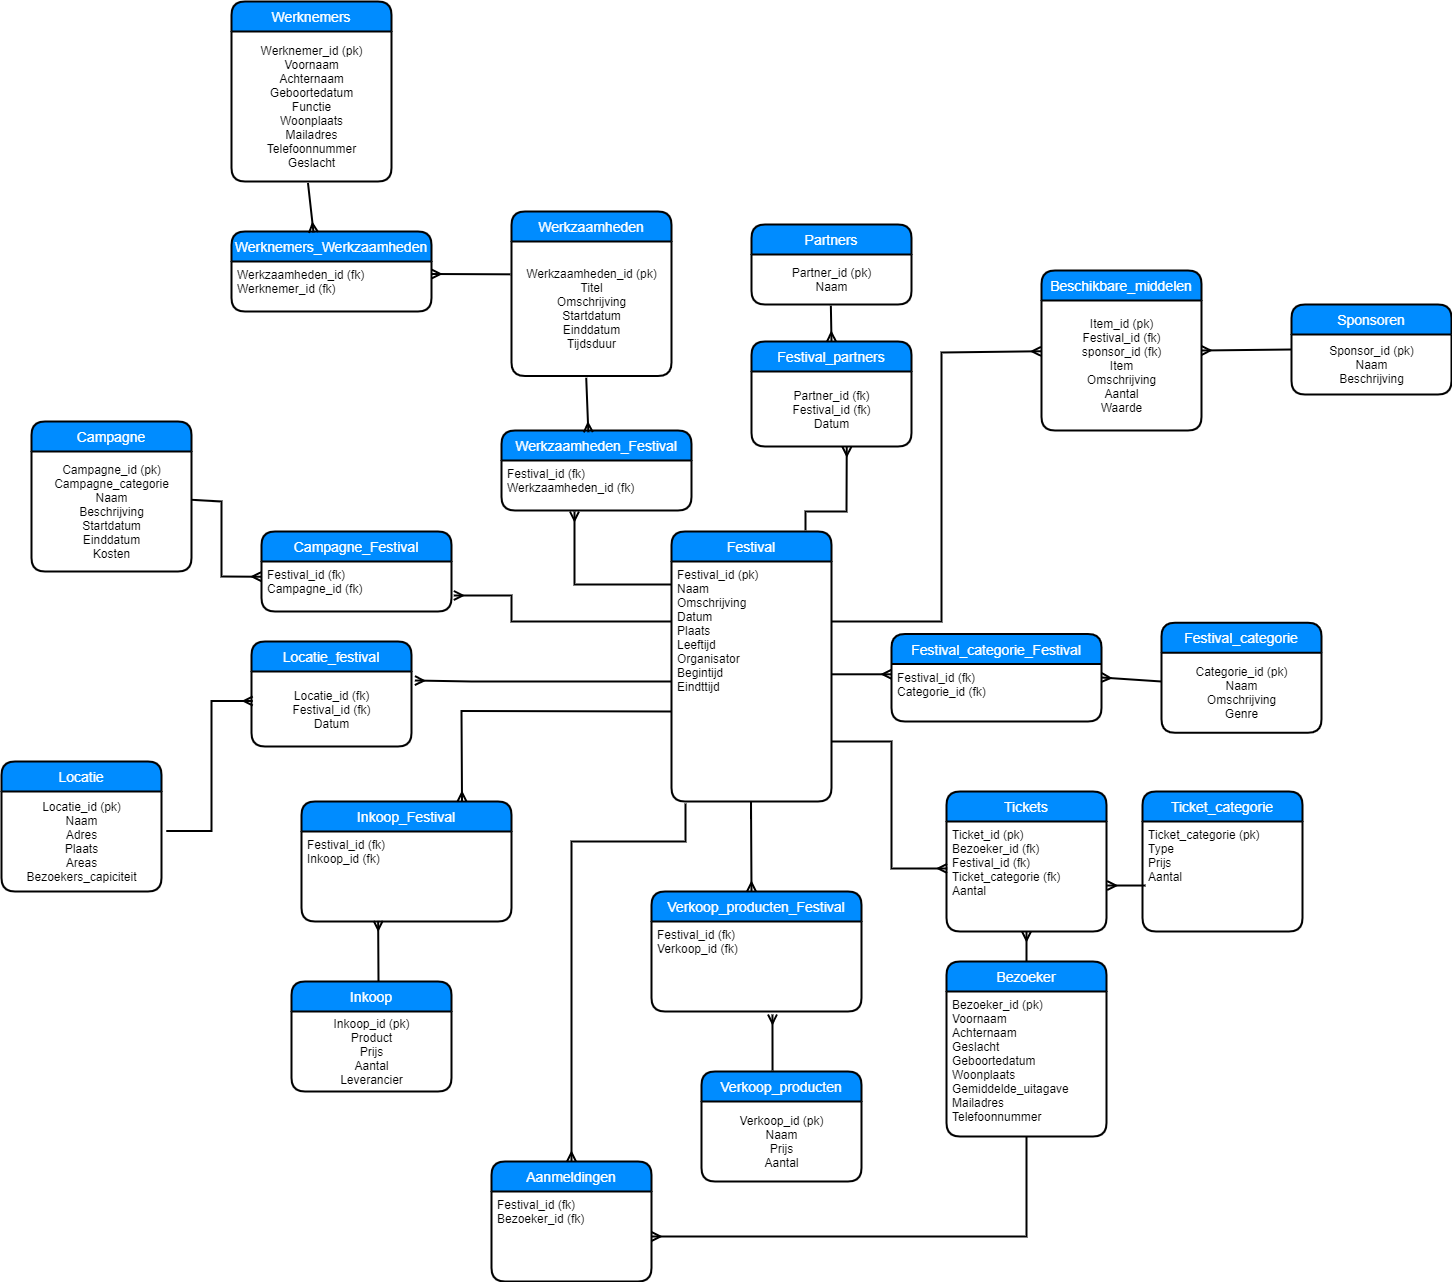 Werknemers
Werknemer_id (pk)
Voornaam
Achternaam
Geboortedatum
Functie
Woonplaats
Mailadres
Telefoonnummer
Geslacht
Werknemers_Werkzaamheden
Werkzaamheden_id (fk)
Werknemer_id (fk)
Werkzaamheden
Werkzaamheden_id (pk)
Titel
Omschrijving
Startdatum
Einddatum
Tijdsduur
Partners
Partner_id (pk)
Naam
Festival_partners
Partner_id (fk)
Festival_id (fk)
Datum
Beschikbare_middelen
Item_id (pk)
Festival_id (fk)
sponsor_id (fk)
Item
Omschrijving
Aantal
Waarde
Sponsoren
Sponsor_id (pk)
Naam
Beschrijving
Campagne
Campagne_id (pk)
Campagne_categorie
Naam
Beschrijving
Startdatum
Einddatum
Kosten
Werkzaamheden_Festival
Festival_id (fk)
Werkzaamheden_id (fk)
Campagne_Festival
Festival_id (fk)
Campagne_id (fk)
Festival
Festival_id (pk)
Naam
Omschrijving
Datum
Plaats
Leeftijd
Organisator
Begintijd
Eindttijd
Locatie_festival
Locatie_id (fk)
Festival_id (fk)
Datum
Festival_categorie_Festival
Festival_id (fk)
Categorie_id (fk)
Festival_categorie
Categorie_id (pk)
Naam
Omschrijving
Genre
Locatie
Locatie_id (pk)
Naam
Adres
Plaats
Areas
Bezoekers_capiciteit
Inkoop_Festival
Festival_id (fk)
Inkoop_id (fk)
Tickets
Ticket_id (pk)
Bezoeker_id (fk)
Festival_id (fk)
Ticket_categorie (fk)
Aantal
Ticket_categorie
Ticket_categorie (pk)
Type
Prijs
Aantal
Verkoop_producten_Festival
Festival_id (fk)
Verkoop_id (fk)
Inkoop
Inkoop_id (pk)
Product
Prijs
Aantal
Leverancier
Bezoeker
Bezoeker_id (pk)
Voornaam
Achternaam
Geslacht
Geboortedatum
Woonplaats
Gemiddelde_uitagave
Mailadres
Telefoonnummer
Verkoop_producten
Verkoop_id (pk)
Naam
Prijs
Aantal
Aanmeldingen
Festival_id (fk)
Bezoeker_id (fk)